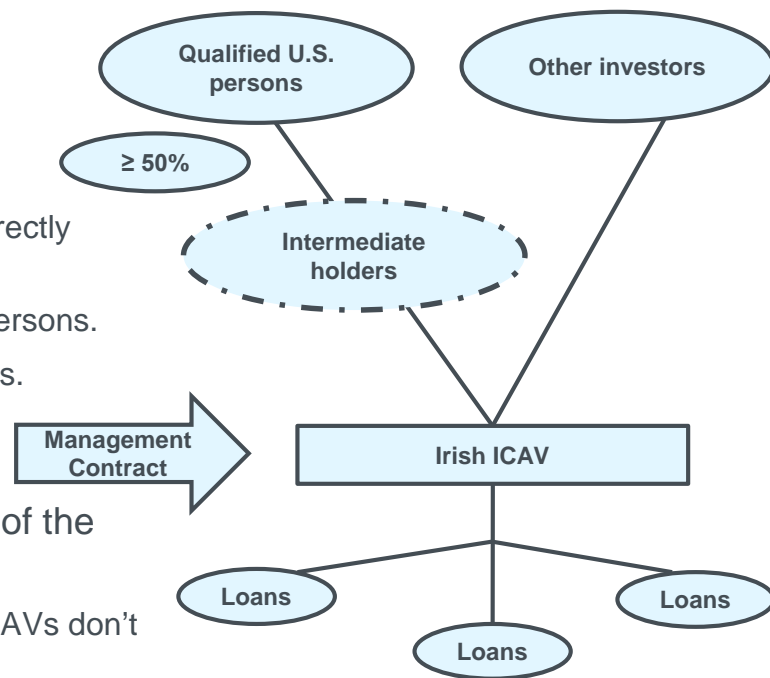 Qualified U.S.
persons
Other investors
≥ 50%
rectly
Intermediate
holders
ersons.
s.
Management
Contract
Irish ICAV
of the
Loans
Loans
AVs don't
Loans